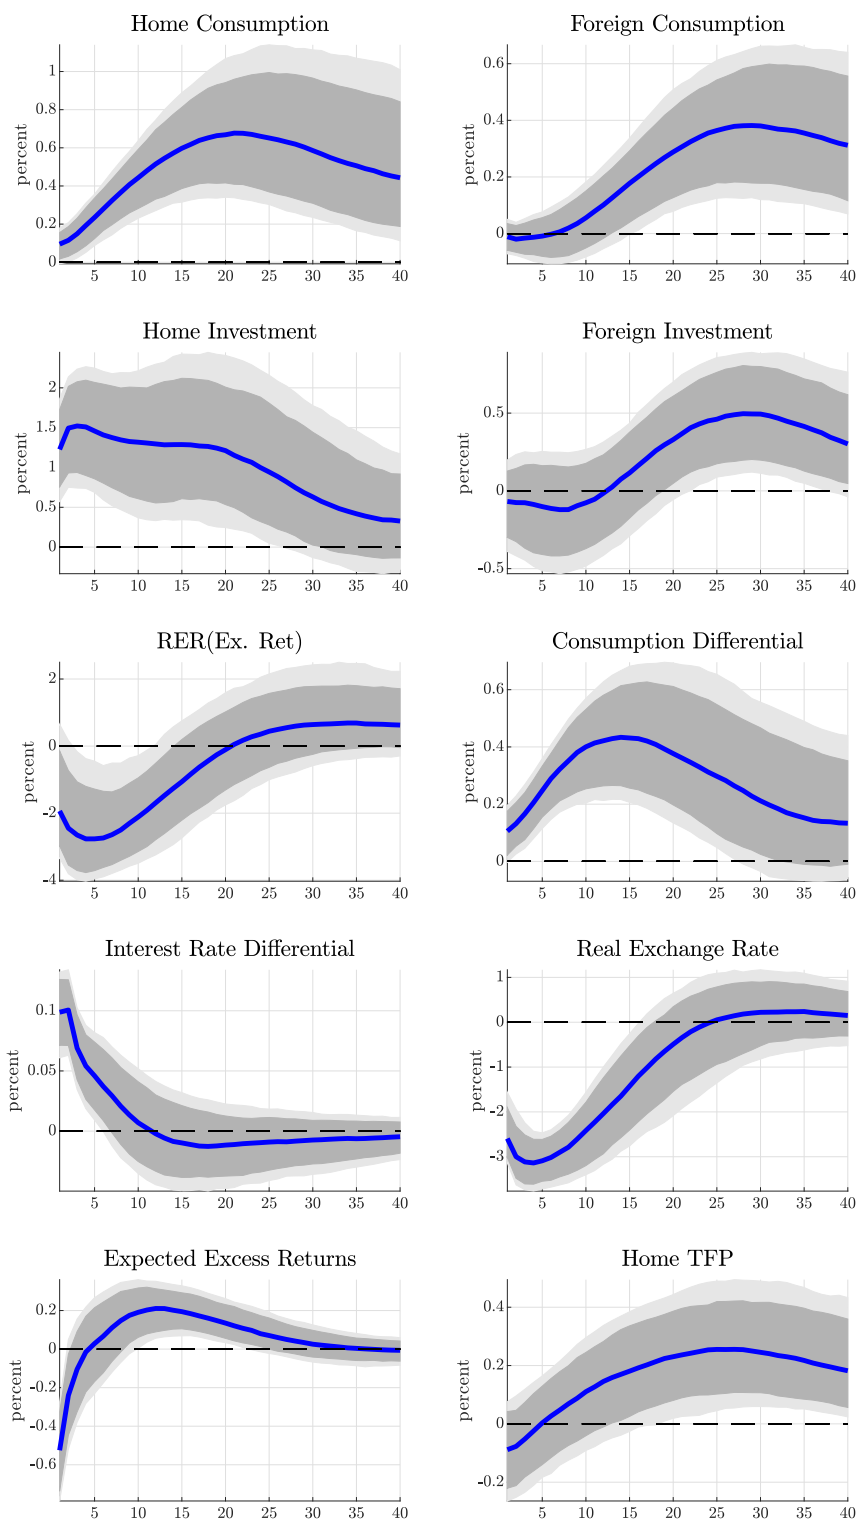 Home Consumption
1
0.8
0.6
0.4
0.2
0
percent
5 10 15 20 25 30 35 40
Foreign Consumption
0.6
0.4
0.2
0
percent
5 10 15 20 25 30 35 40
Home Investment
2
1.5
1
0.5
0
percent
5 10 15 20 25 30 35 40
Foreign Investment
0.5
0
-0.5
percent
5 10 15 20 25 30 35 40
RER(Ex. Ret)
2
0
-2
-4
percent
5 10 15 20 25 30 35 40
Consumption Differential
0.6
0.4
0.2
0
percent
5 10 15 20 25 30 35 40
Interest Rate Differential
0.1
0.05
0
percent
5 10 15 20 25 30 35 40
Real Exchange Rate
1
0
-1
-2
-3
percent
5 10 15 20 25 30 35 40
Expected Excess Returns
0.2
0
-0.2
-0.4
-0.6
percent
5 10 15 20 25 30 35 40
Home TFP
0.4
0.2
0
-0.2
percent
5 10 15 20 25 30 35 40